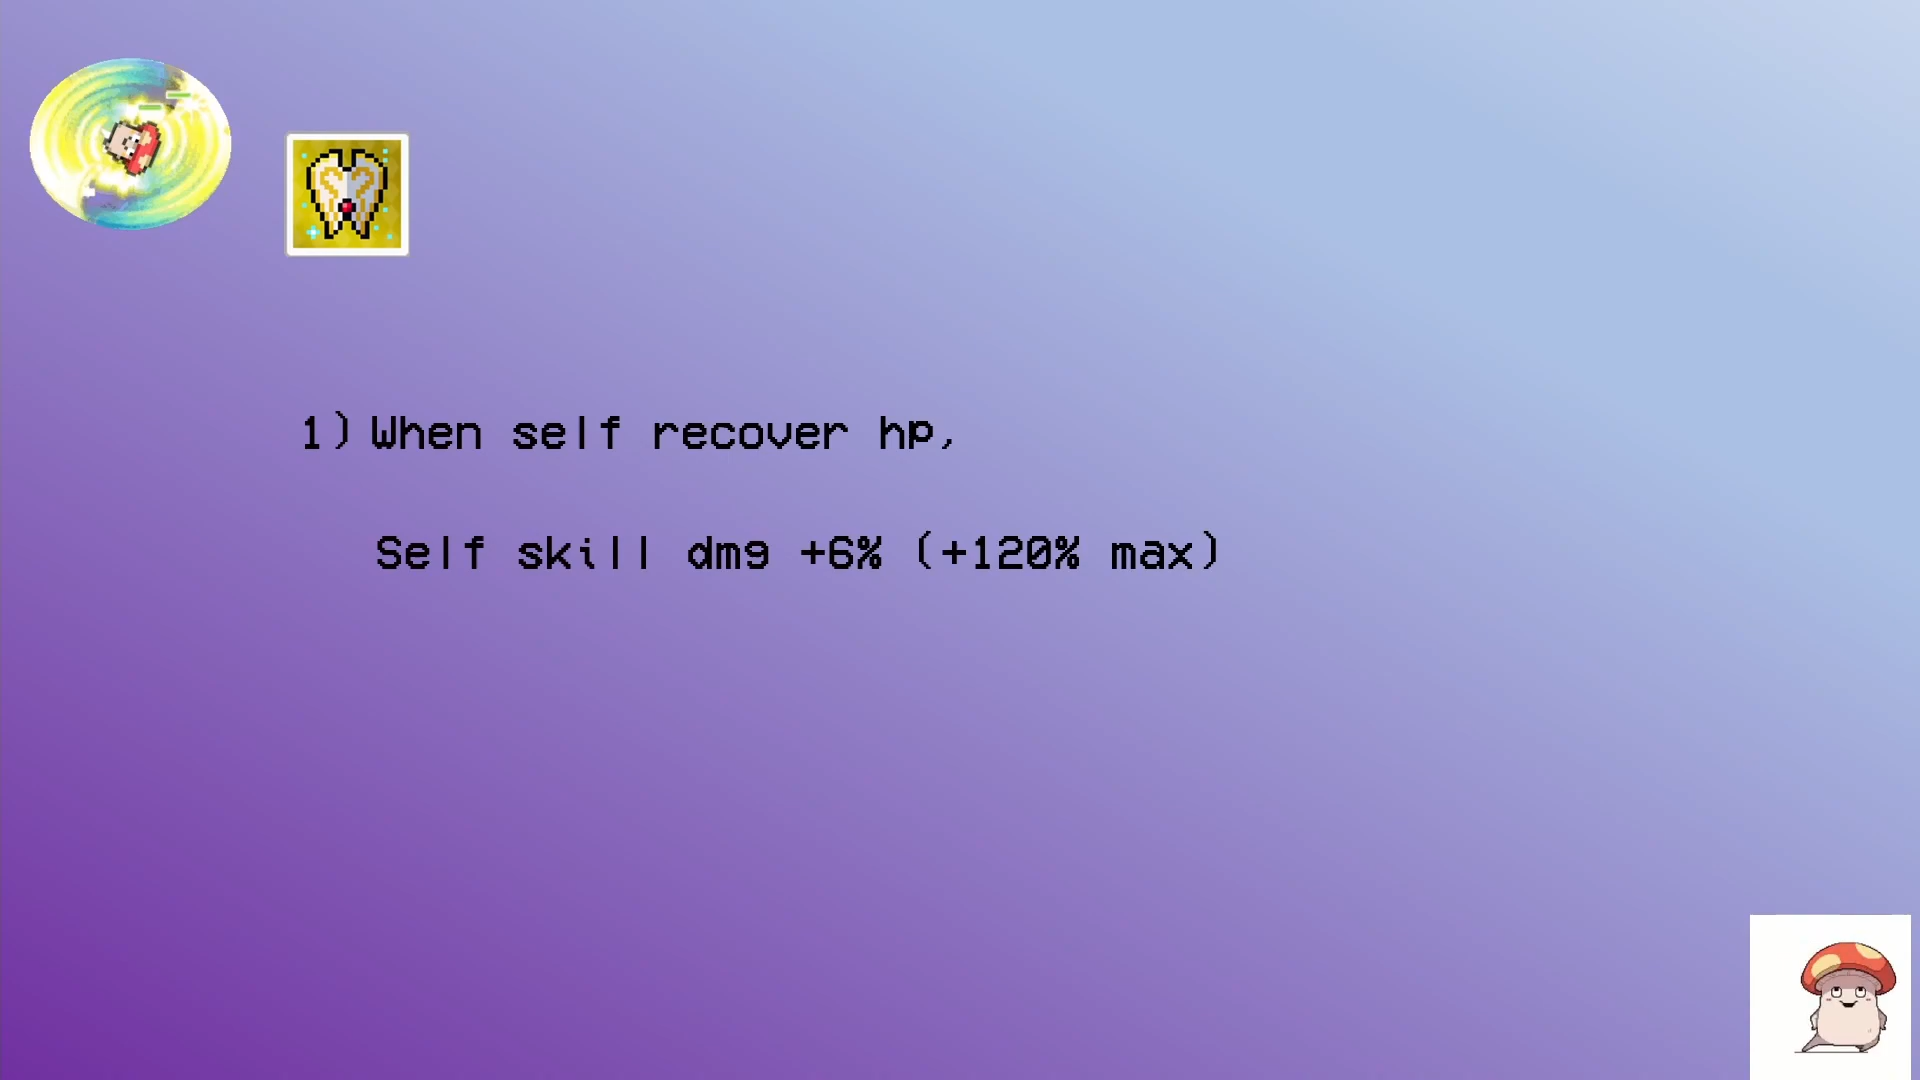 1) When self recover hp,
Self skill dmg +6% (+120% max)